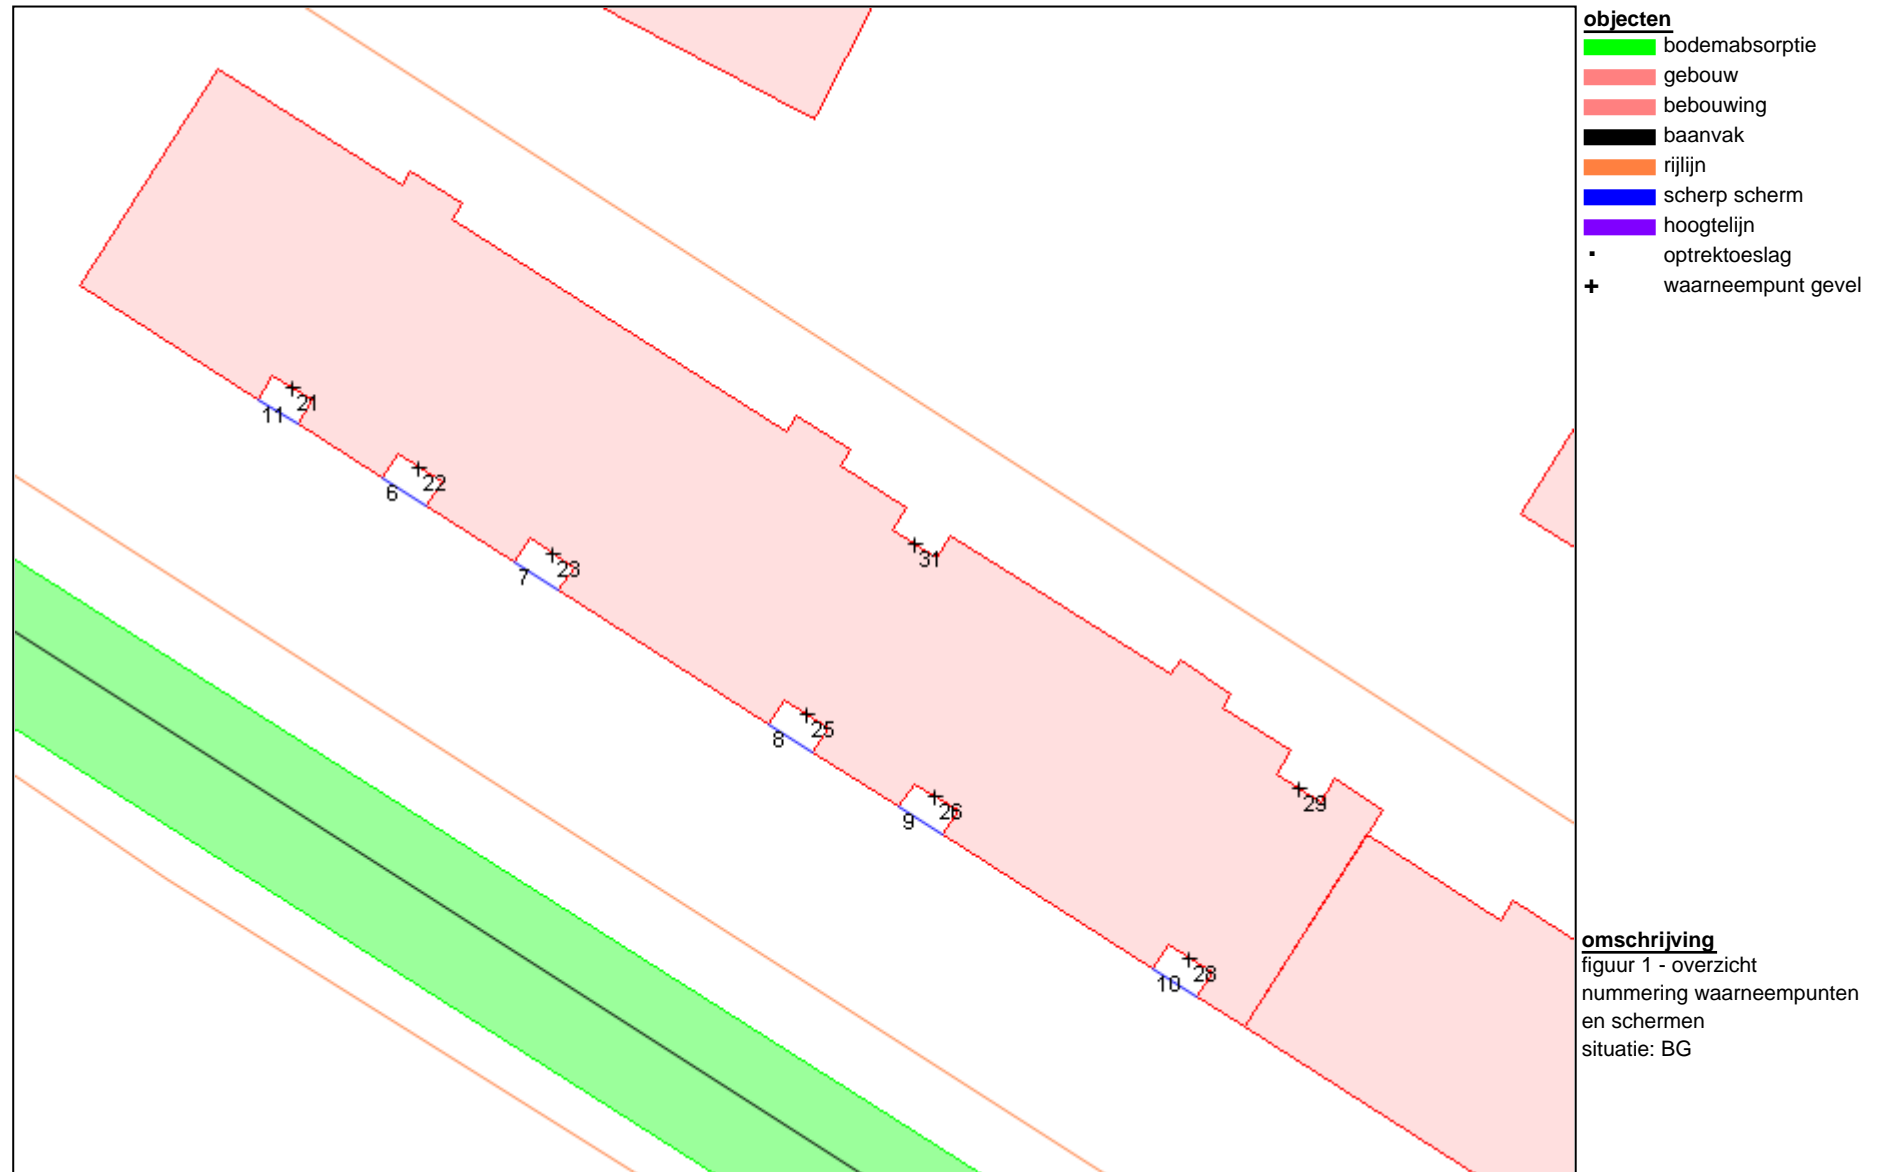 objecten
bodemabsorptie
gebouw
bebouwing
baanvak
rijlijn
scherp scherm
hoogtelijn
optrektoeslag
waarneempunt gevel
21
11
22
6
23
7
31
25
8
29
26
9
28
10
omschrijving
figuur 1 - overzicht
nummering waarneempunten
en schermen
situatie: BG